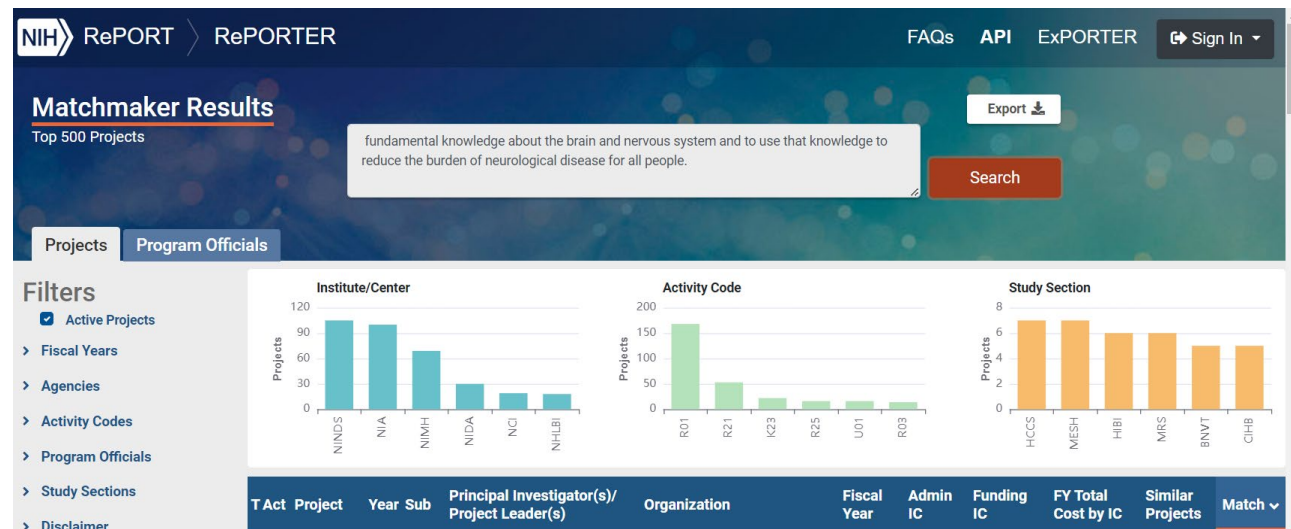 NIH RePORT RePORTER FAQs API ExPORTER Sign In
Matchmaker Results
Top 500 Projects
Export
fundamental knowledge about the brain and nervous system and to use that knowledge to
reduce the burden of neurological disease for all people.
Search
Projects Program Officials
Filters
Active Projects
Fiscal Years
Agencies
Activity Codes
Program Officials
Study Sections
Disclaimer
Institute/Center
Projects
120
90
60
30
0
NINDS
NIA
NIMH
NIDA
NCI
NHLBI
Activity Code
Projects
200
150
100
50
0
R01
R21
K23
R25
U01
R03
Study Section
Projects
8
6
4
2
0
HCCS
MESH
HIBI
MRS
BNVT
CIHB
T Act Project Year Sub Principal Investigator(s)/ Organization Fiscal Admin Funding FY Total Similar Match
Project Leader(s) Year IC IC Cost by IC Projects